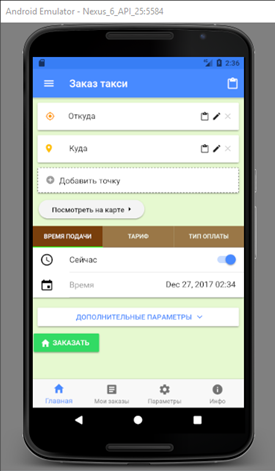 Android Emulator - Nexus_6_API_25:5584
2:36
Заказ такси
Откуда
Куда
Добавить точку
Посмотреть на карте
ВРЕМЯ ПОДАЧИ ТАРИФ ТИП ОПЛАТЫ
Сейчас
Время Dec 27, 2017 02:34
ДОПОЛНИТЕЛЬНЫЕ ПАРАМЕТРЫ
ЗАКАЗАТЬ
Главная Мои заказы Параметры Инфо